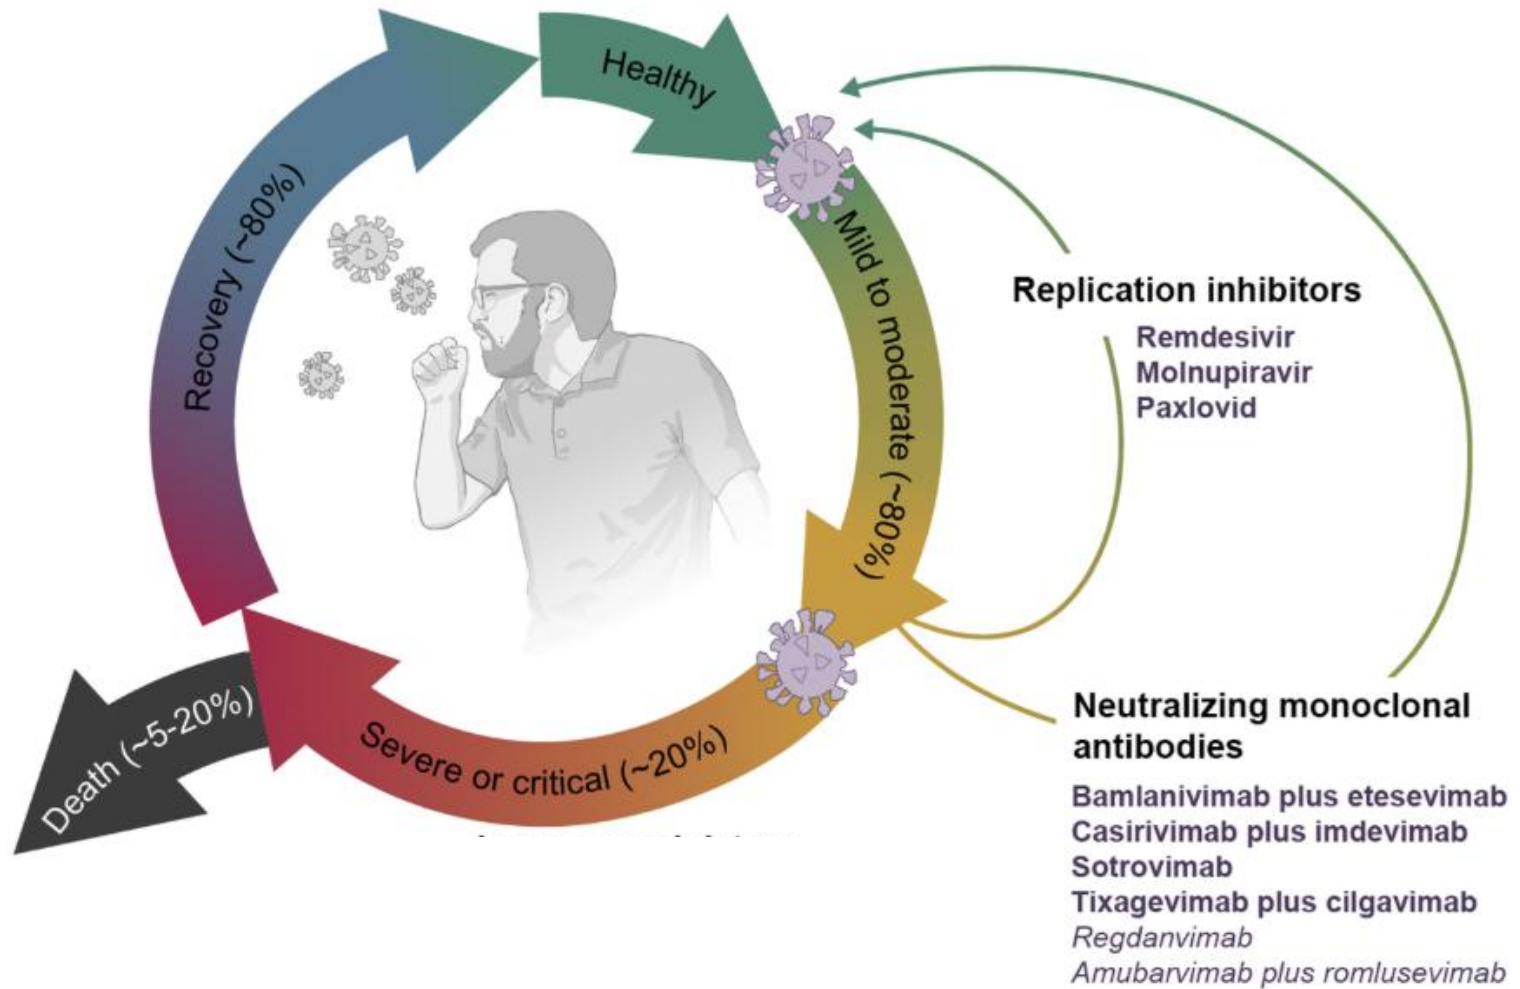 Healthy
Mild to moderate (~80%)
Severe or critical (~20%)
Death (~5-20%)
Recovery (~80%)
Replication inhibitors
Remdesivir
Molnupiravir
Paxlovid
Neutralizing monoclonal
antibodies
Bamlanivimab plus etesevimab
Casirivimab plus imdevimab
Sotrovimab
Tixagevimab plus cilgavimab
Regdanvimab
Amubarvimab plus romlusevimab